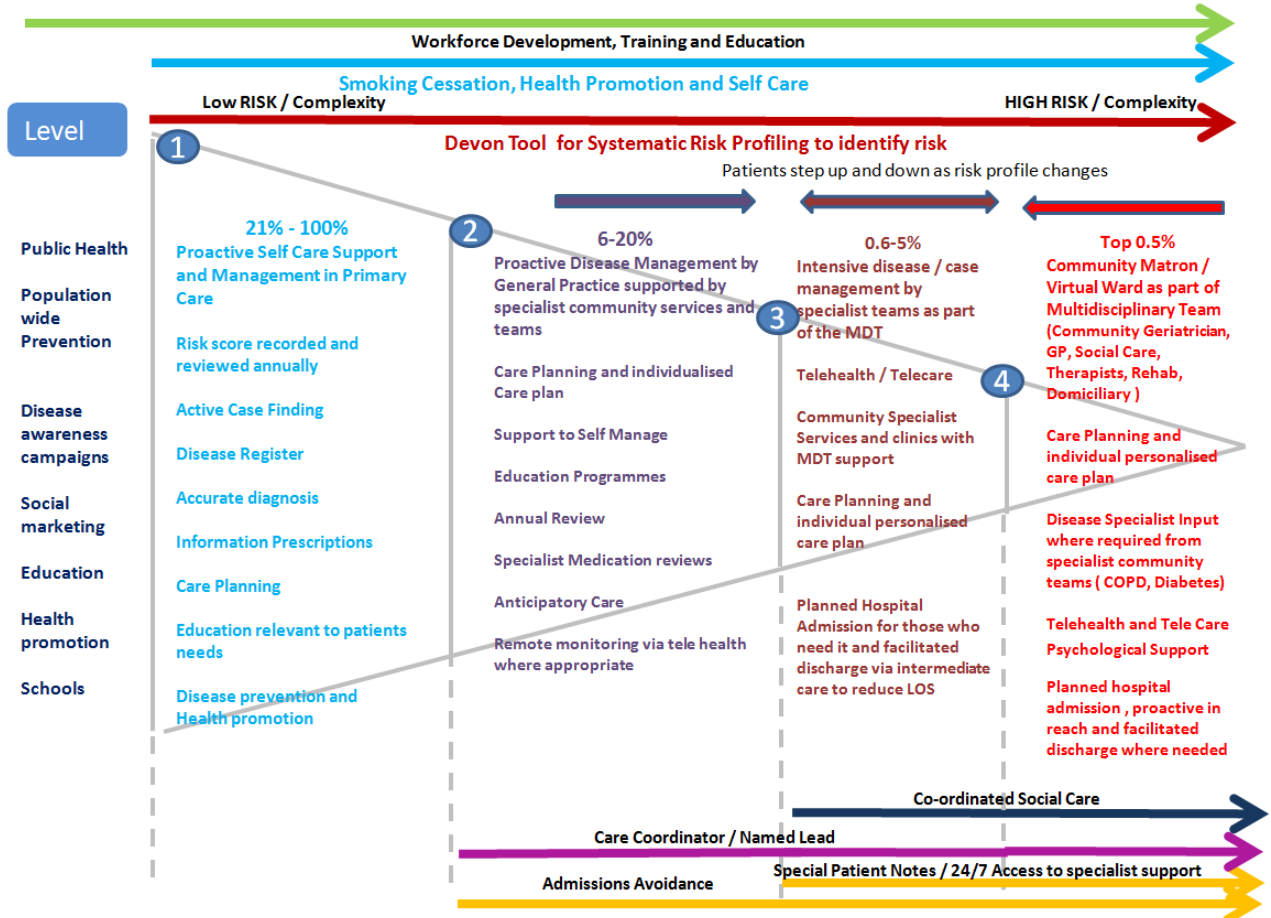 Workforce Development, Training and Education
Smoking Cessation, Health Promotion and Self Care
Low RISK / Complexity
HIGH RISK / Complexity
Level
Devon Tool for Systematic Risk Profiling to identify risk
Patients step up and down as risk profile changes
1
2
3
4
Public Health
Population
wide
Prevention
Disease
awareness
campaigns
Social
marketing
Education
Health
promotion
Schools
21% - 100%
Proactive Self Care Support
and Management in Primary
Care
Risk score recorded and
reviewed annually
Active Case Finding
Disease Register
Accurate diagnosis
Information Prescriptions
Care Planning
Education relevant to patients
needs
Disease prevention and
Health promotion
6-20%
Proactive Disease Management by
General Practice supported by
specialist community services and
teams
Care Planning and individualised
Care plan
Support to Self Manage
Education Programmes
Annual Review
Specialist Medication reviews
Anticipatory Care
Remote monitoring via tele health
where appropriate
0.6-5%
Intensive disease / case
management by
specialist teams as part
of the MDT
Telehealth / Telecare
Community Specialist
Services and clinics with
MDT support
Care Planning and
individual personalised
care plan
Planned Hospital
Admission for those who
need it and facilitated
discharge via intermediate
care to reduce LOS
Top 0.5%
Community Matron /
Virtual Ward as part of
Multidisciplinary Team
(Community Geriatrician,
GP, Social Care,
Therapists, Rehab,
Domiciliary )
Care Planning and
individual personalised
care plan
Disease Specialist Input
where required from
specialist community
teams ( COPD, Diabetes)
Telehealth and Tele Care
Psychological Support
Planned hospital
admission , proactive in
reach and facilitated
discharge where needed
Co-ordinated Social Care
Care Coordinator / Named Lead
Special Patient Notes / 24/7 Access to specialist support
Admissions Avoidance